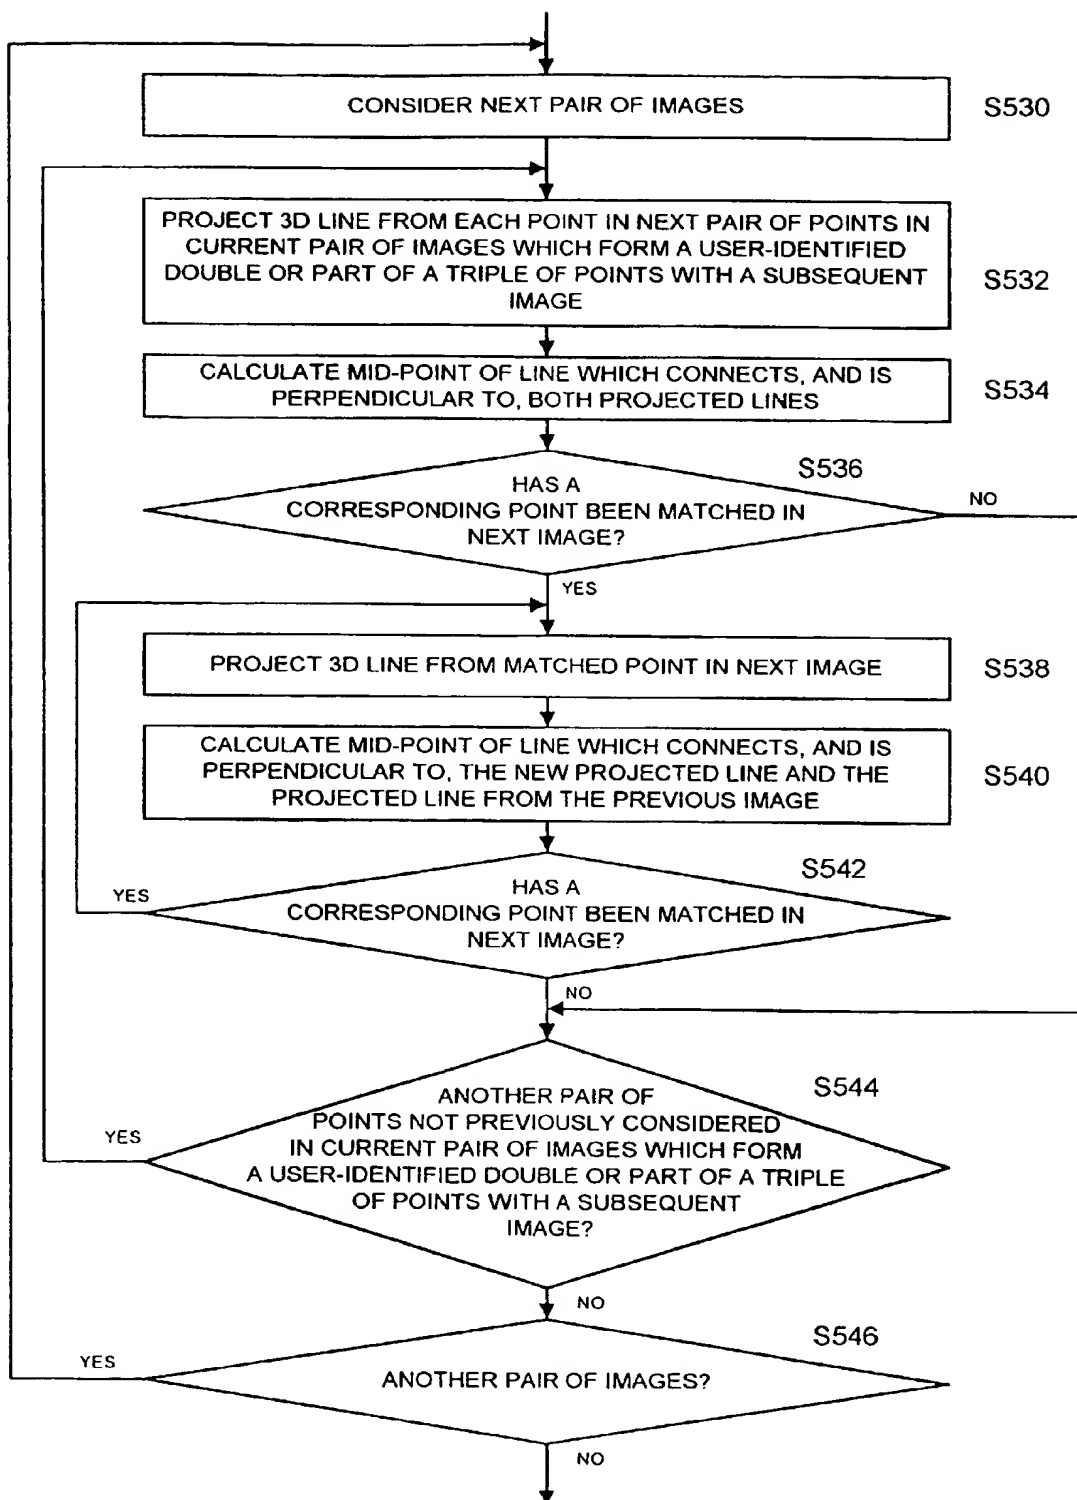 CONSIDER NEXT PAIR OF IMAGES
S530
PROJECT 3D LINE FROM EACH POINT IN NEXT PAIR OF POINTS IN
CURRENT PAIR OF IMAGES WHICH FORM A USER-IDENTIFIED
DOUBLE OR PART OF A TRIPLE OF POINTS WITH A SUBSEQUENT
IMAGE
S532
CALCULATE MID-POINT OF LINE WHICH CONNECTS, AND IS
PERPENDICULAR TO, BOTH PROJECTED LINES
S534
S536
HAS A
CORRESPONDING POINT BEEN MATCHED IN
NEXT IMAGE?
NO
YES
PROJECT 3D LINE FROM MATCHED POINT IN NEXT IMAGE
S538
CALCULATE MID-POINT OF LINE WHICH CONNECTS, AND IS
PERPENDICULAR TO, THE NEW PROJECTED LINE AND THE
PROJECTED LINE FROM THE PREVIOUS IMAGE
S540
S542
YES
HAS A
CORRESPONDING POINT BEEN MATCHED IN
NEXT IMAGE?
NO
S544
ANOTHER PAIR OF
POINTS NOT PREVIOUSLY CONSIDERED
IN CURRENT PAIR OF IMAGES WHICH FORM
A USER-IDENTIFIED DOUBLE OR PART OF A TRIPLE
OF POINTS WITH A SUBSEQUENT
IMAGE?
YES
NO
S546
YES
ANOTHER PAIR OF IMAGES?
NO